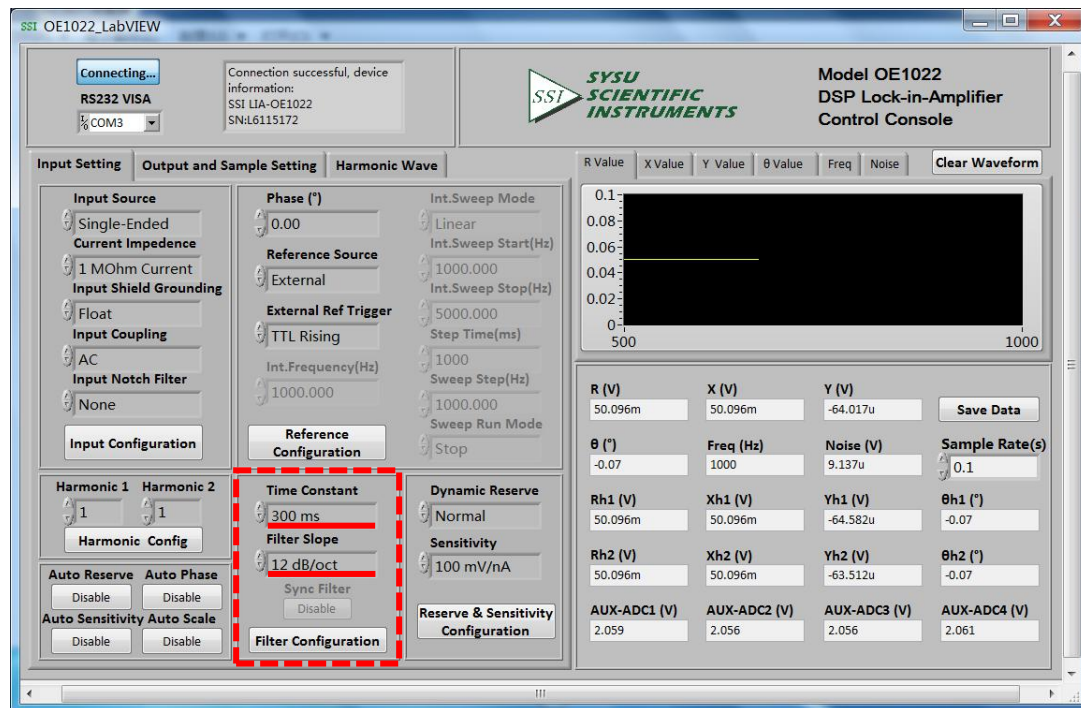 SSI OE1022_LabVIEW
Connecting...
RS232 VISA
COM3
Connection successful, device
information:
SSI LIA-OE1022
SN:L6115172
SSI
SYSU
SCIENTIFIC
INSTRUMENTS
Model OE1022
DSP Lock-in-Amplifier
Control Console
Input Setting
Output and Sample Setting
Harmonic Wave
Input Source
Single-Ended
Current Impedence
1 MOhm Current
Input Shield Grounding
Float
Input Coupling
AC
Input Notch Filter
None
Input Configuration
Phase (°)
0.00
Reference Source
External
External Ref Trigger
TTL Rising
Int.Frequency(Hz)
1000.000
Reference
Configuration
Int.Sweep Mode
Linear
Int.Sweep Start(Hz)
1000.000
Int.Sweep Stop(Hz)
5000.000
Step Time(ms)
1000
Sweep Step(Hz)
1000.000
Sweep Run Mode
Stop
Harmonic 1 Harmonic 2
1 1
Harmonic Config
Auto Reserve Auto Phase
Disable Disable
Auto Sensitivity Auto Scale
Disable Disable
Time Constant
300 ms
Filter Slope
12 dB/oct
Sync Filter
Disable
Filter Configuration
Dynamic Reserve
Normal
Sensitivity
100 mV/nA
Reserve & Sensitivity
Configuration
R Value X Value Y Value θ Value Freq Noise Clear Waveform
0.1
0.08
0.06
0.04
0.02
0
500 1000
R (V) X (V) Y (V)
50.096m 50.096m -64.017u Save Data
θ (°) Freq (Hz) Noise (V) Sample Rate(s)
-0.07 1000 9.137u 0.1
Rh1 (V) Xh1 (V) Yh1 (V) θh1 (°)
50.096m 50.096m -64.582u -0.07
Rh2 (V) Xh2 (V) Yh2 (V) θh2 (°)
50.096m 50.096m -63.512u -0.07
AUX-ADC1 (V) AUX-ADC2 (V) AUX-ADC3 (V) AUX-ADC4 (V)
2.059 2.056 2.056 2.061